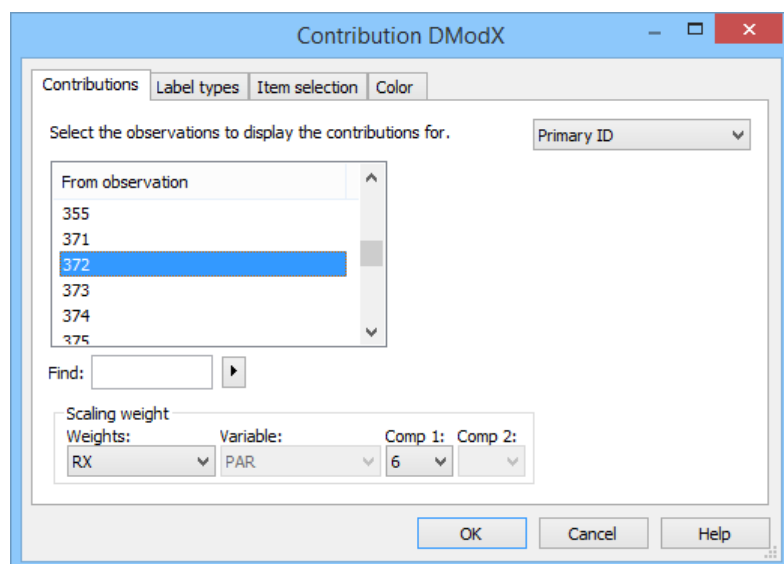 Contribution DModX
Contributions Label types Item selection Color
Select the observations to display the contributions for. Primary ID
From observation
355
371
372
373
374
375
Find:
Scaling weight
Weights: Variable: Comp 1: Comp 2:
RX PAR 6
OK Cancel Help